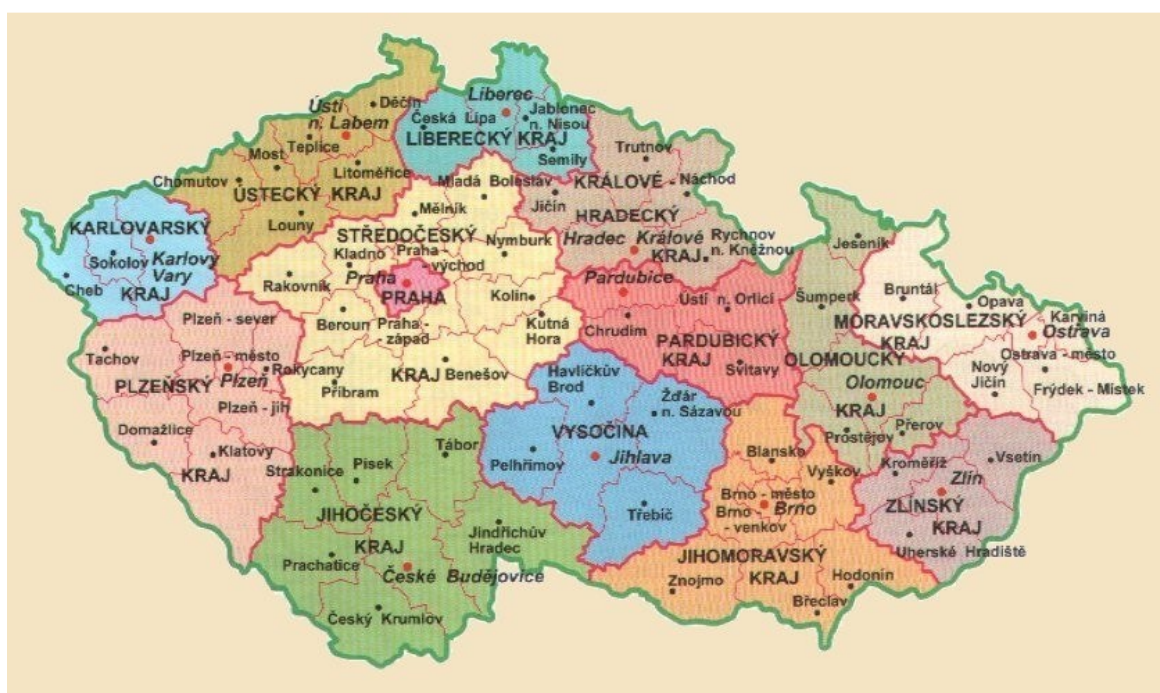 Liberec
Děčín
Ústí
n. Labem
Česká Lípa
Jablonec
n. Nisou
LIBERECKÝ KRAJ
Teplice
Most
Semily
Trutnov
Litoměřice
Chomutov
ÚSTECKÝ KRAJ
Mladá Boleslav
KRÁLOVÉ -
Náchod
Jičín
Mělník
HRADECKÝ
Louny
KARLOVARSKÝ
STŘEDOČESKÝ
Nymburk
Hradec Králové
Rychnov
n. Kněžnou
KRAJ
Jeseník
Kladno
Praha -
- východ
Sokolov
Karlovy
Vary
Cheb
KRAJ
Rakovník
Praha
PRAHA
Pardubice
Kolín
Ústí n. Orlicí
Šumperk
Bruntál
Opava
Karviná
Ostrava
MORAVSKOSLEZSKÝ
KRAJ
Plzeň - sever
Beroun
Praha -
- západ
Kutná
Hora
Chrudim
PARDUBICKÝ
KRAJ
Tachov
Plzeň - město
Rokycany
Plzeň
PLZEŇSKÝ
Příbram
KRAJ
Benešov
Havlíčkův
Brod
Svitavy
OLOMOUCKÝ
Ostrava - město
Nový
Jičín
Frýdek - Místek
Olomouc
KRAJ
Plzeň - jih
Žďár
n. Sázavou
Domažlice
Klatovy
KRAJ
Tábor
VYSOČINA
Pelhřimov
Jihlava
Prostějov
Přerov
Blansko
Vyškov
Kroměříž
Vsetín
Zlín
Strakonice
Písek
JIHOČESKÝ
KRAJ
Třebíč
Brno - město
Brno -
- venkov
Brno
ZLÍNSKÝ
KRAJ
Jindřichův
Hradec
Uherské Hradiště
Prachatice
České Budějovice
JIHOMORAVSKÝ
KRAJ
Znojmo
Hodonín
Břeclav
Český Krumlov